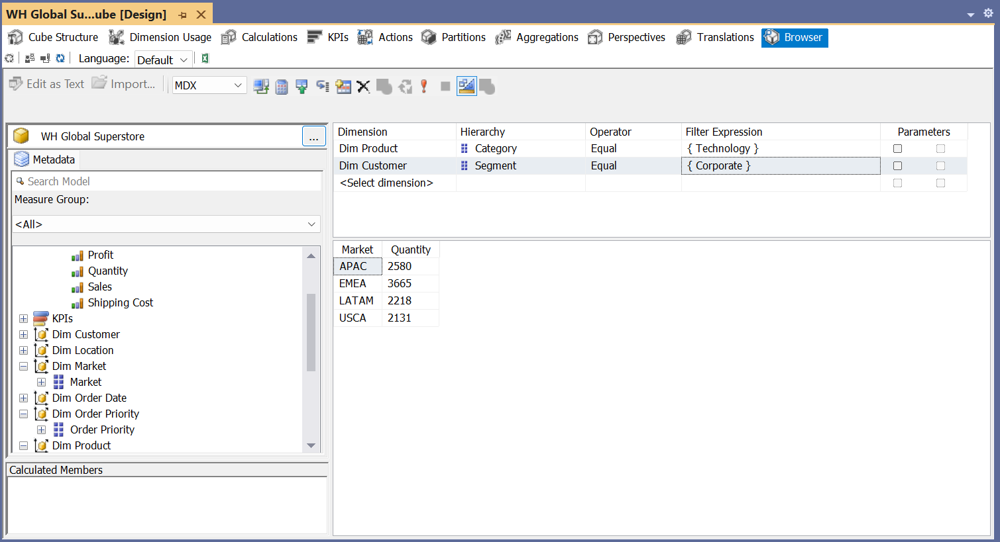 WH Global Su...ube [Design]
Cube Structure Dimension Usage Calculations KPIs Actions Partitions Aggregations Perspectives Translations Browser
Language: Default
Edit as Text Import... MDX
WH Global Superstore ...
Metadata
Search Model
Measure Group:
<All>
Profit
Quantity
Sales
Shipping Cost
KPIs
Dim Customer
Dim Location
Dim Market
Market
Dim Order Date
Dim Order Priority
Order Priority
Dim Product
Calculated Members
Dimension Hierarchy Operator Filter Expression Parameters
Dim Product Category Equal { Technology }
Dim Customer Segment Equal { Corporate }
<Select dimension>
Market Quantity
APAC 2580
EMEA 3665
LATAM 2218
USCA 2131